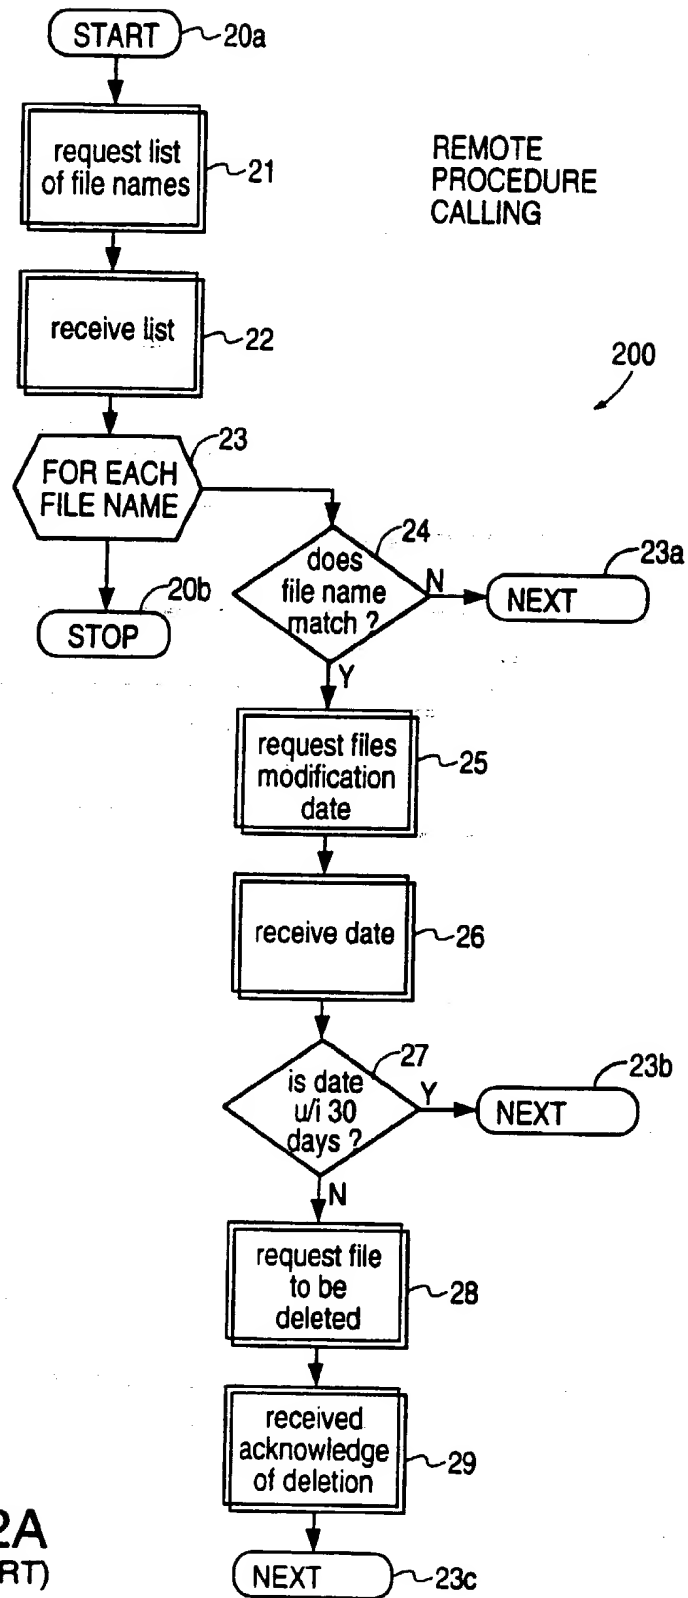 START
20a
request list
of file names
21
REMOTE
PROCEDURE
CALLING
receive list
22
200
FOR EACH
FILE NAME
23
does
file name
match ?
24
N
NEXT
23a
STOP
20b
Y
request files
modification
date
25
receive date
26
is date
u/i 30
days ?
27
Y
NEXT
23b
N
request file
to be
deleted
28
received
acknowledge
of deletion
29
2A
RT)
NEXT
23c